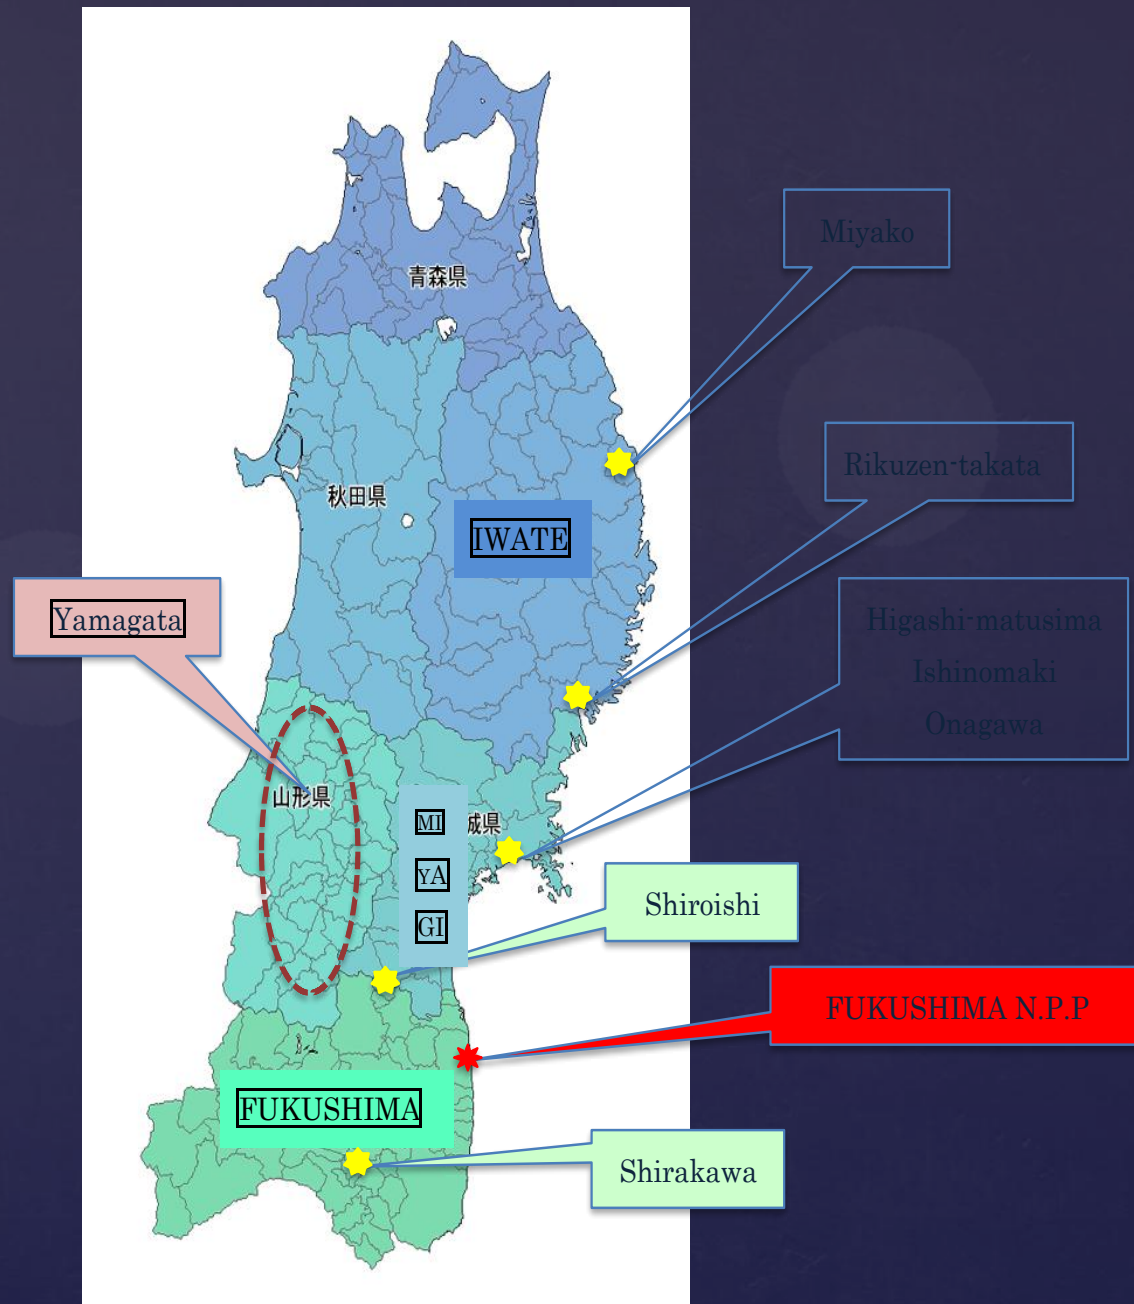 青森県
Miyako
Rikuzen-takata
秋田県
IWATE
Higashi-matusima
Ishinomaki
Onagawa
Yamagata
山形県
MI
YA
GI
城県
Shiroishi
FUKUSHIMA N.P.P
FUKUSHIMA
Shirakawa